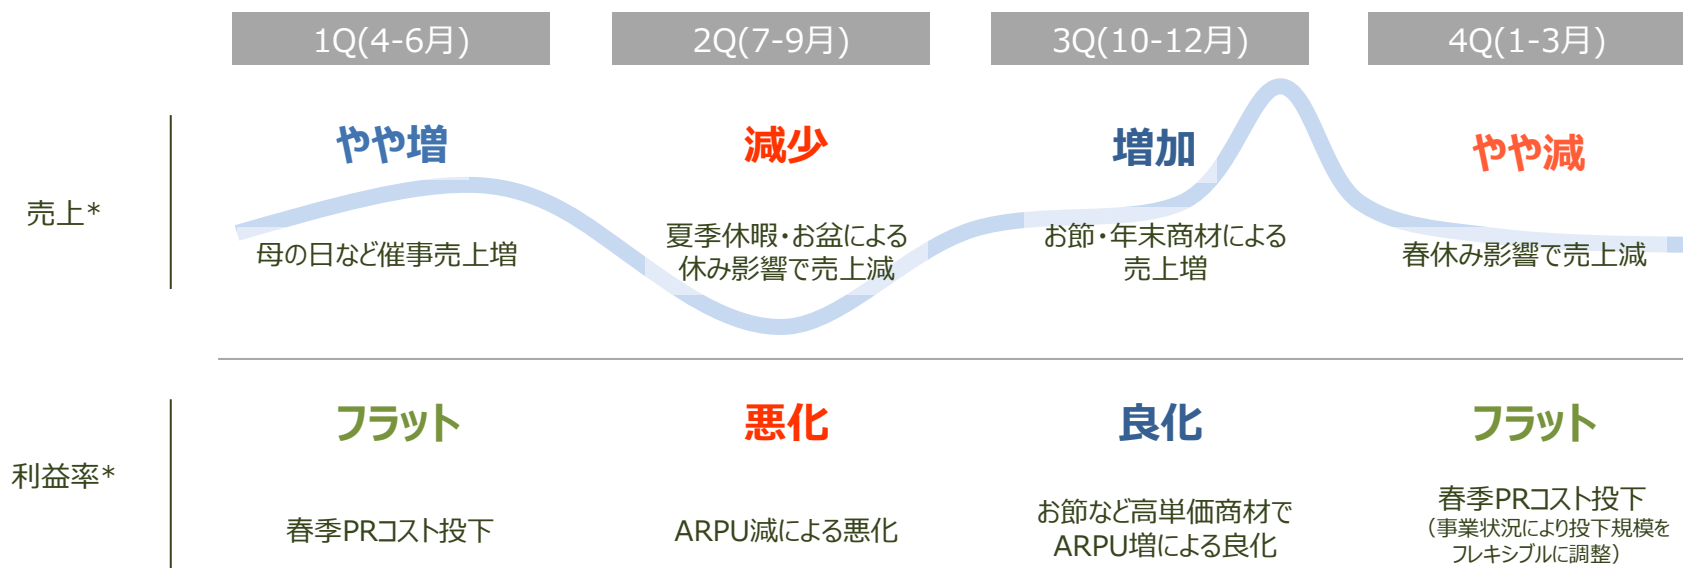 1Q(4-6月)
2Q(7-9月)
3Q(10-12月)
4Q(1-3月)
売上*
やや増
減少
増加
やや減
母の日など催事売上増
夏季休暇・お盆による
休み影響で売上減
お節・年末商材による
売上増
春休み影響で売上減
利益率*
フラット
悪化
良化
フラット
春季PRコスト投下
ARPU減による悪化
お節など高単価商材で
ARPU増による良化
春季PRコスト投下
（事業状況により投下規模を
フレキシブルに調整）